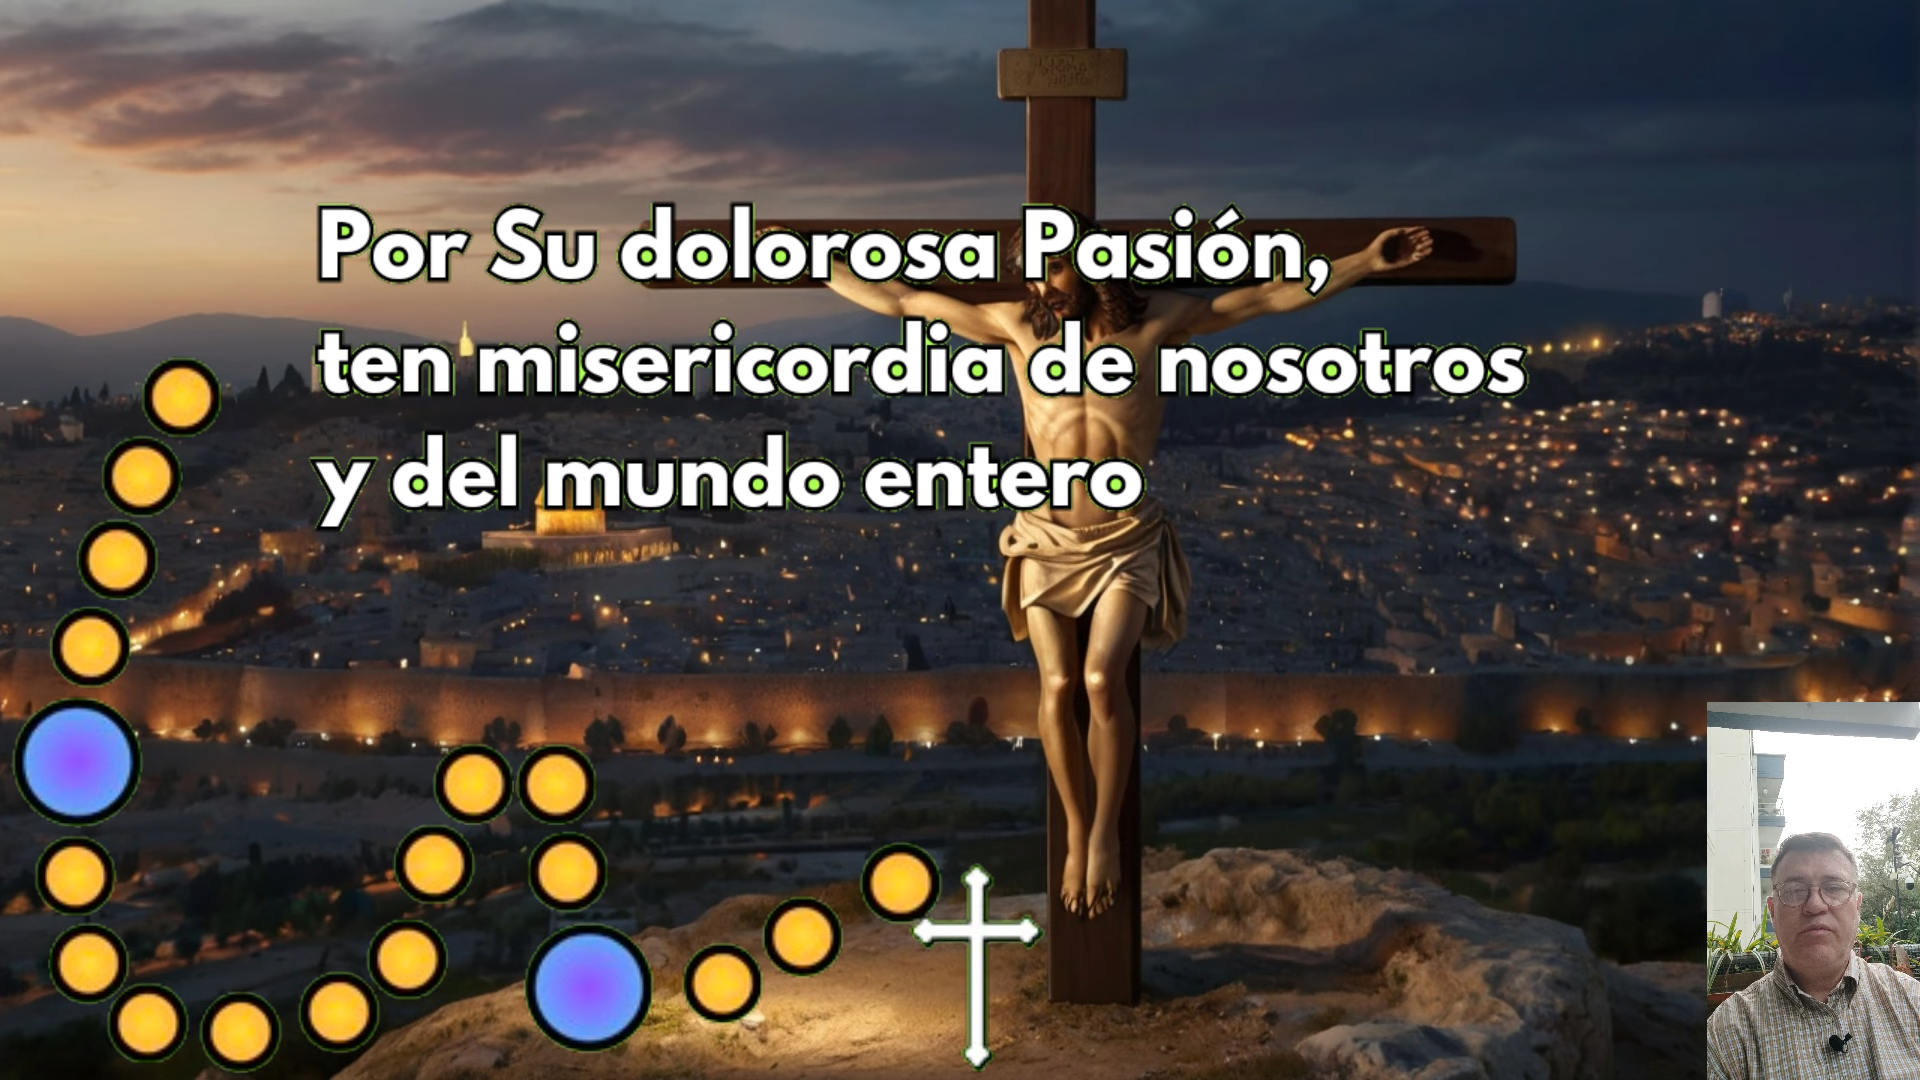 Por Su dolorosa Pasión,
ten misericordia de nosotros
y del mundo entero